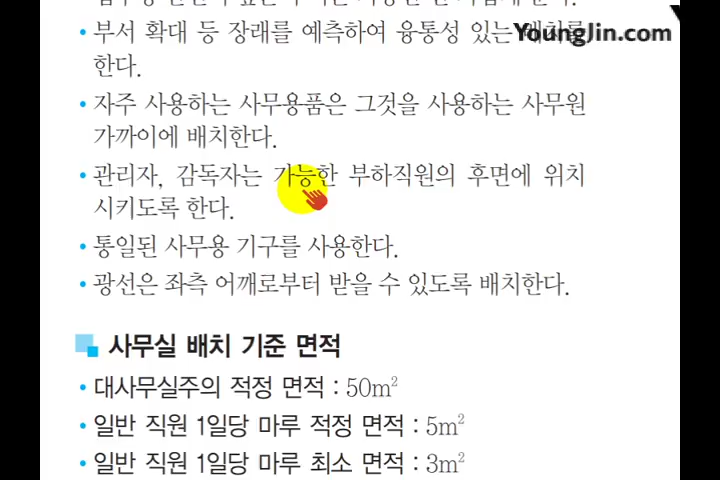 • 부서 확대 등 장래를 예측하여 융통성 있는
YoungJin.com
한다.
• 자주 사용하는 사무용품은 그것을 사용하는 사무원
가까이에 배치한다.
• 관리자, 감독자는 가능한 부하직원의 후면에 위치
시키도록 한다.
• 통일된 사무용 기구를 사용한다.
• 광선은 좌측 어깨로부터 받을 수 있도록 배치한다.
사무실 배치 기준 면적
• 대사무실주의 적정 면적 : 50m²
• 일반 직원 1일당 마루 적정 면적 : 5m²
• 일반 직원 1일당 마루 최소 면적 : 3m²